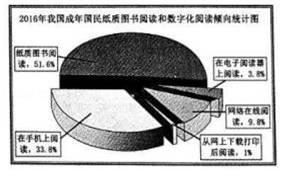 2016年我国成年国民纸质图书阅读和数字化阅读倾向统计图
纸质图书阅
读，51.6%
在电子阅读器
上阅读，3.8%
网络在线阅
读，9.8%
从网上下载打印
后阅读，1%
在手机上阅
读，33.8%